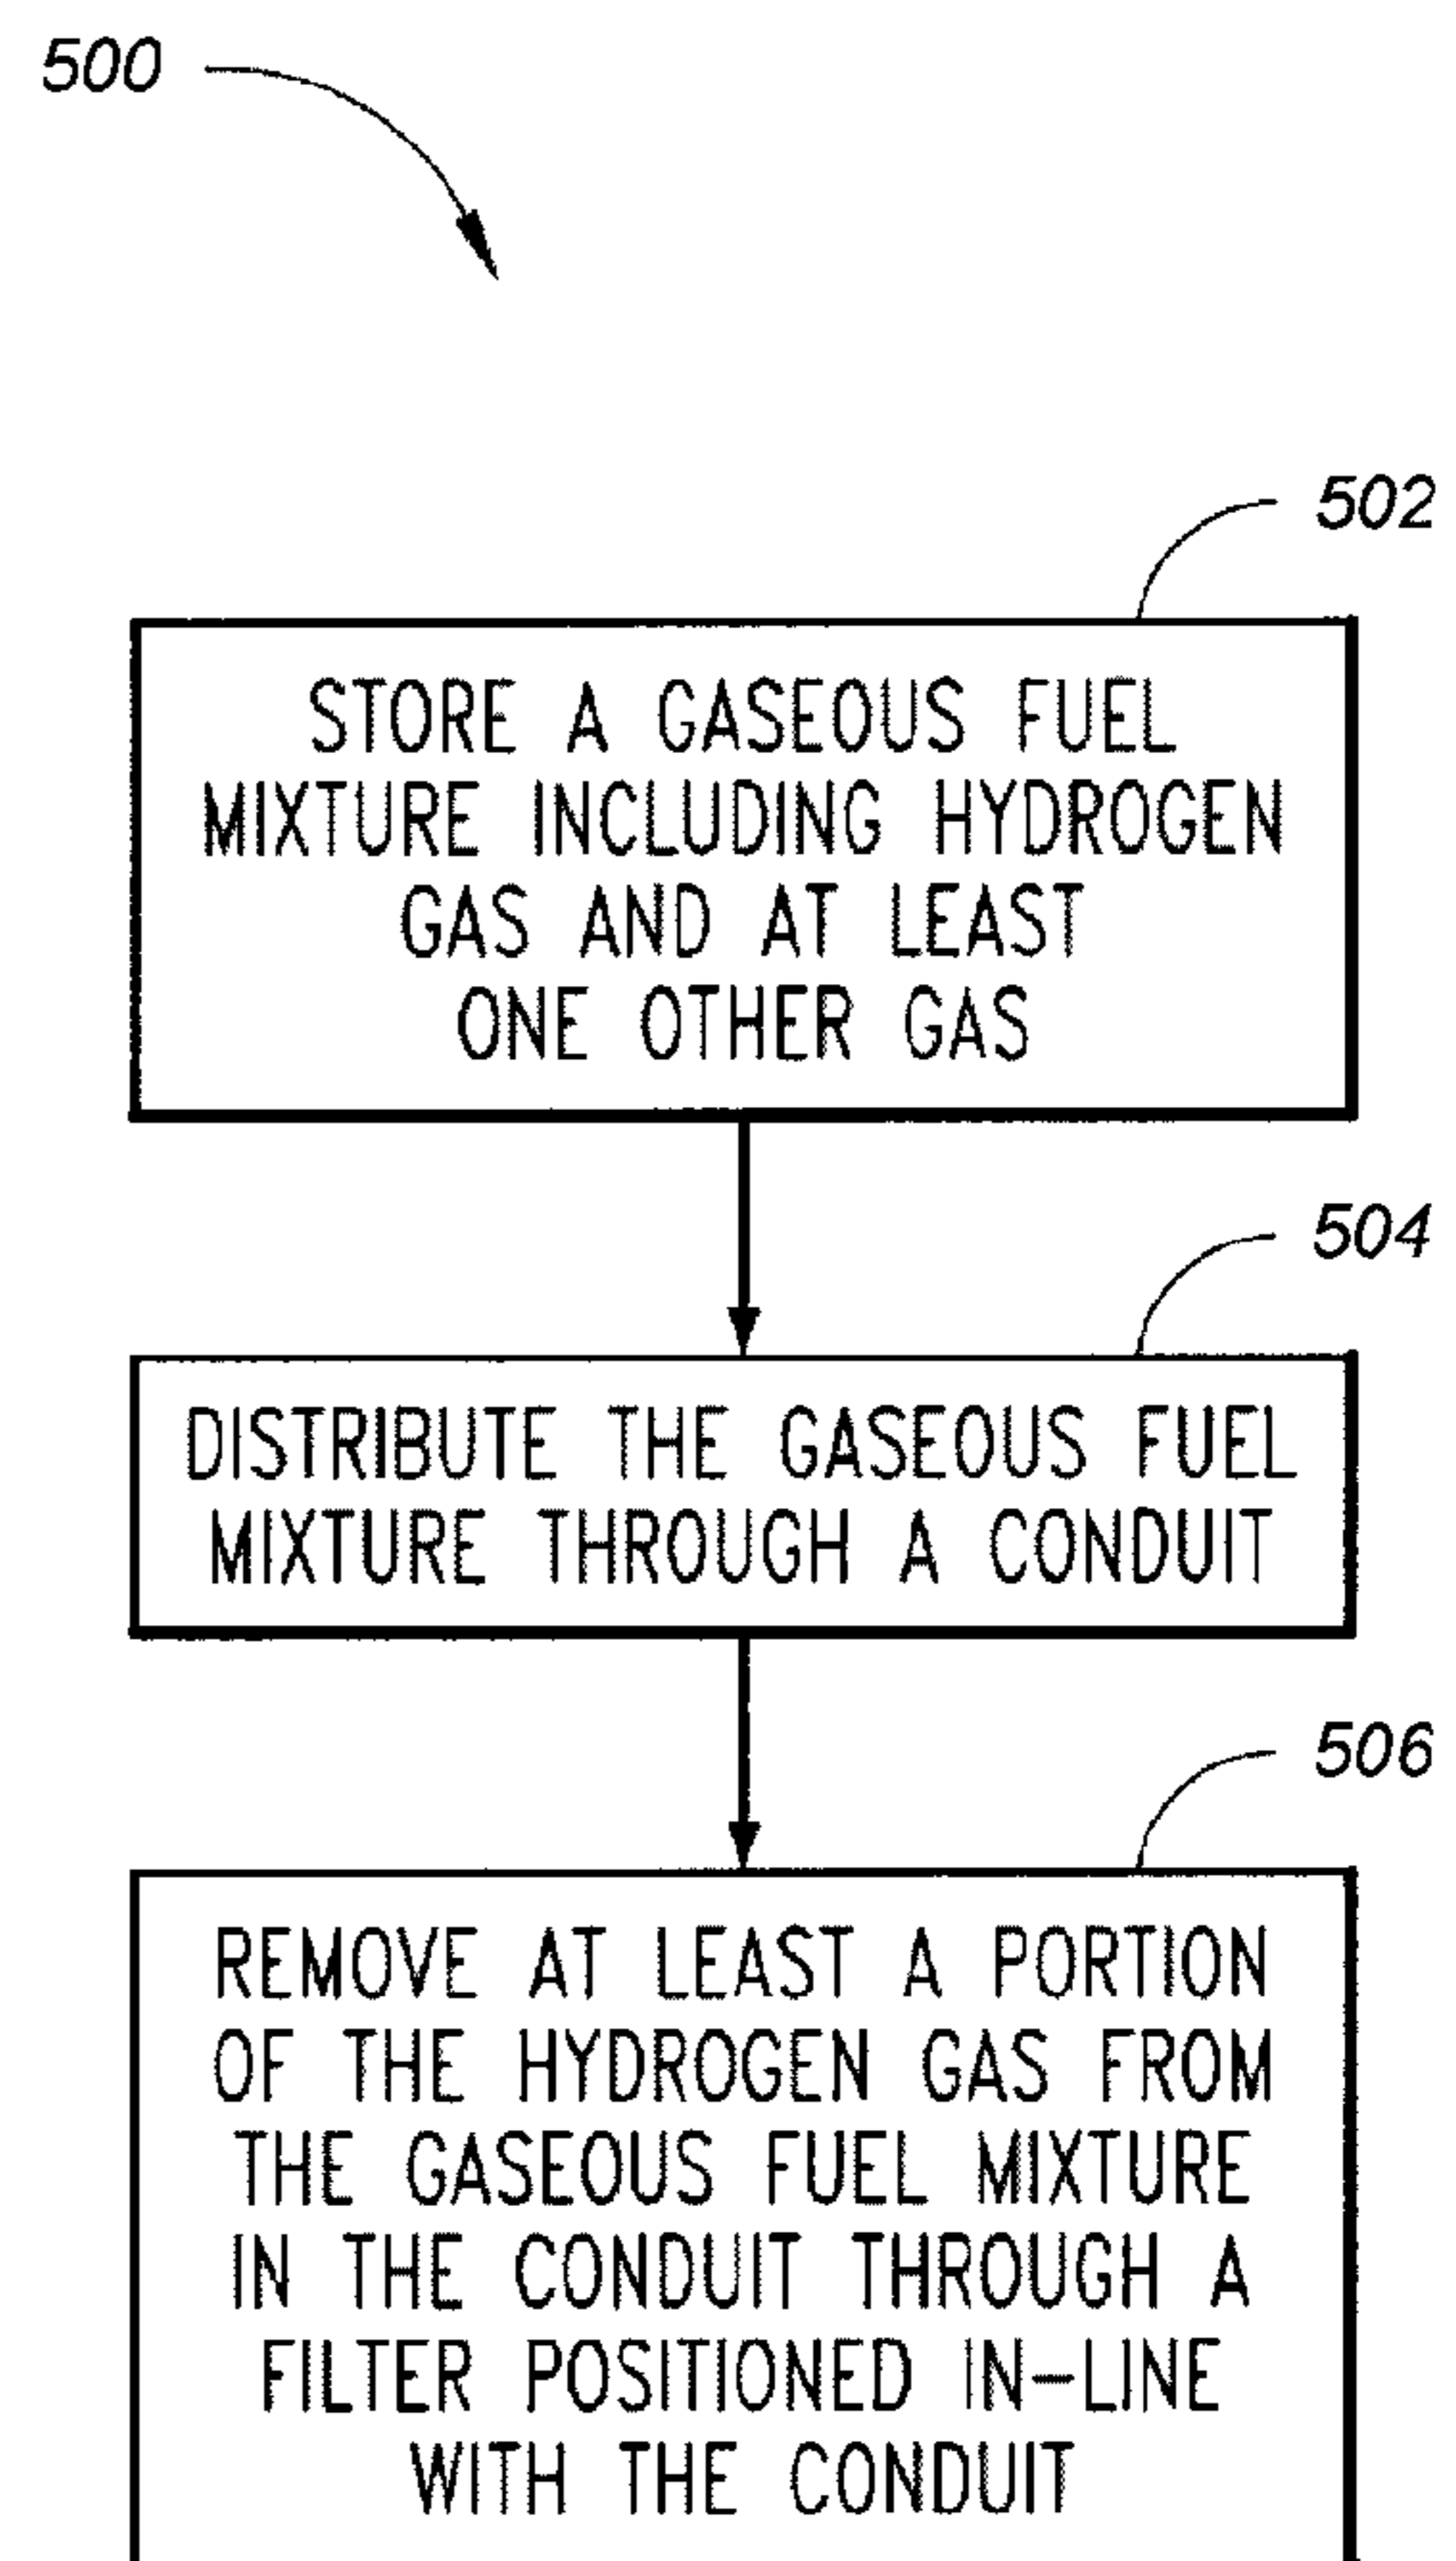 500
502
STORE A GASEOUS FUEL
MIXTURE INCLUDING HYDROGEN
GAS AND AT LEAST
ONE OTHER GAS
504
DISTRIBUTE THE GASEOUS FUEL
MIXTURE THROUGH A CONDUIT
506
REMOVE AT LEAST A PORTION
OF THE HYDROGEN GAS FROM
THE GASEOUS FUEL MIXTURE
IN THE CONDUIT THROUGH A
FILTER POSITIONED IN-LINE
WITH THE CONDUIT